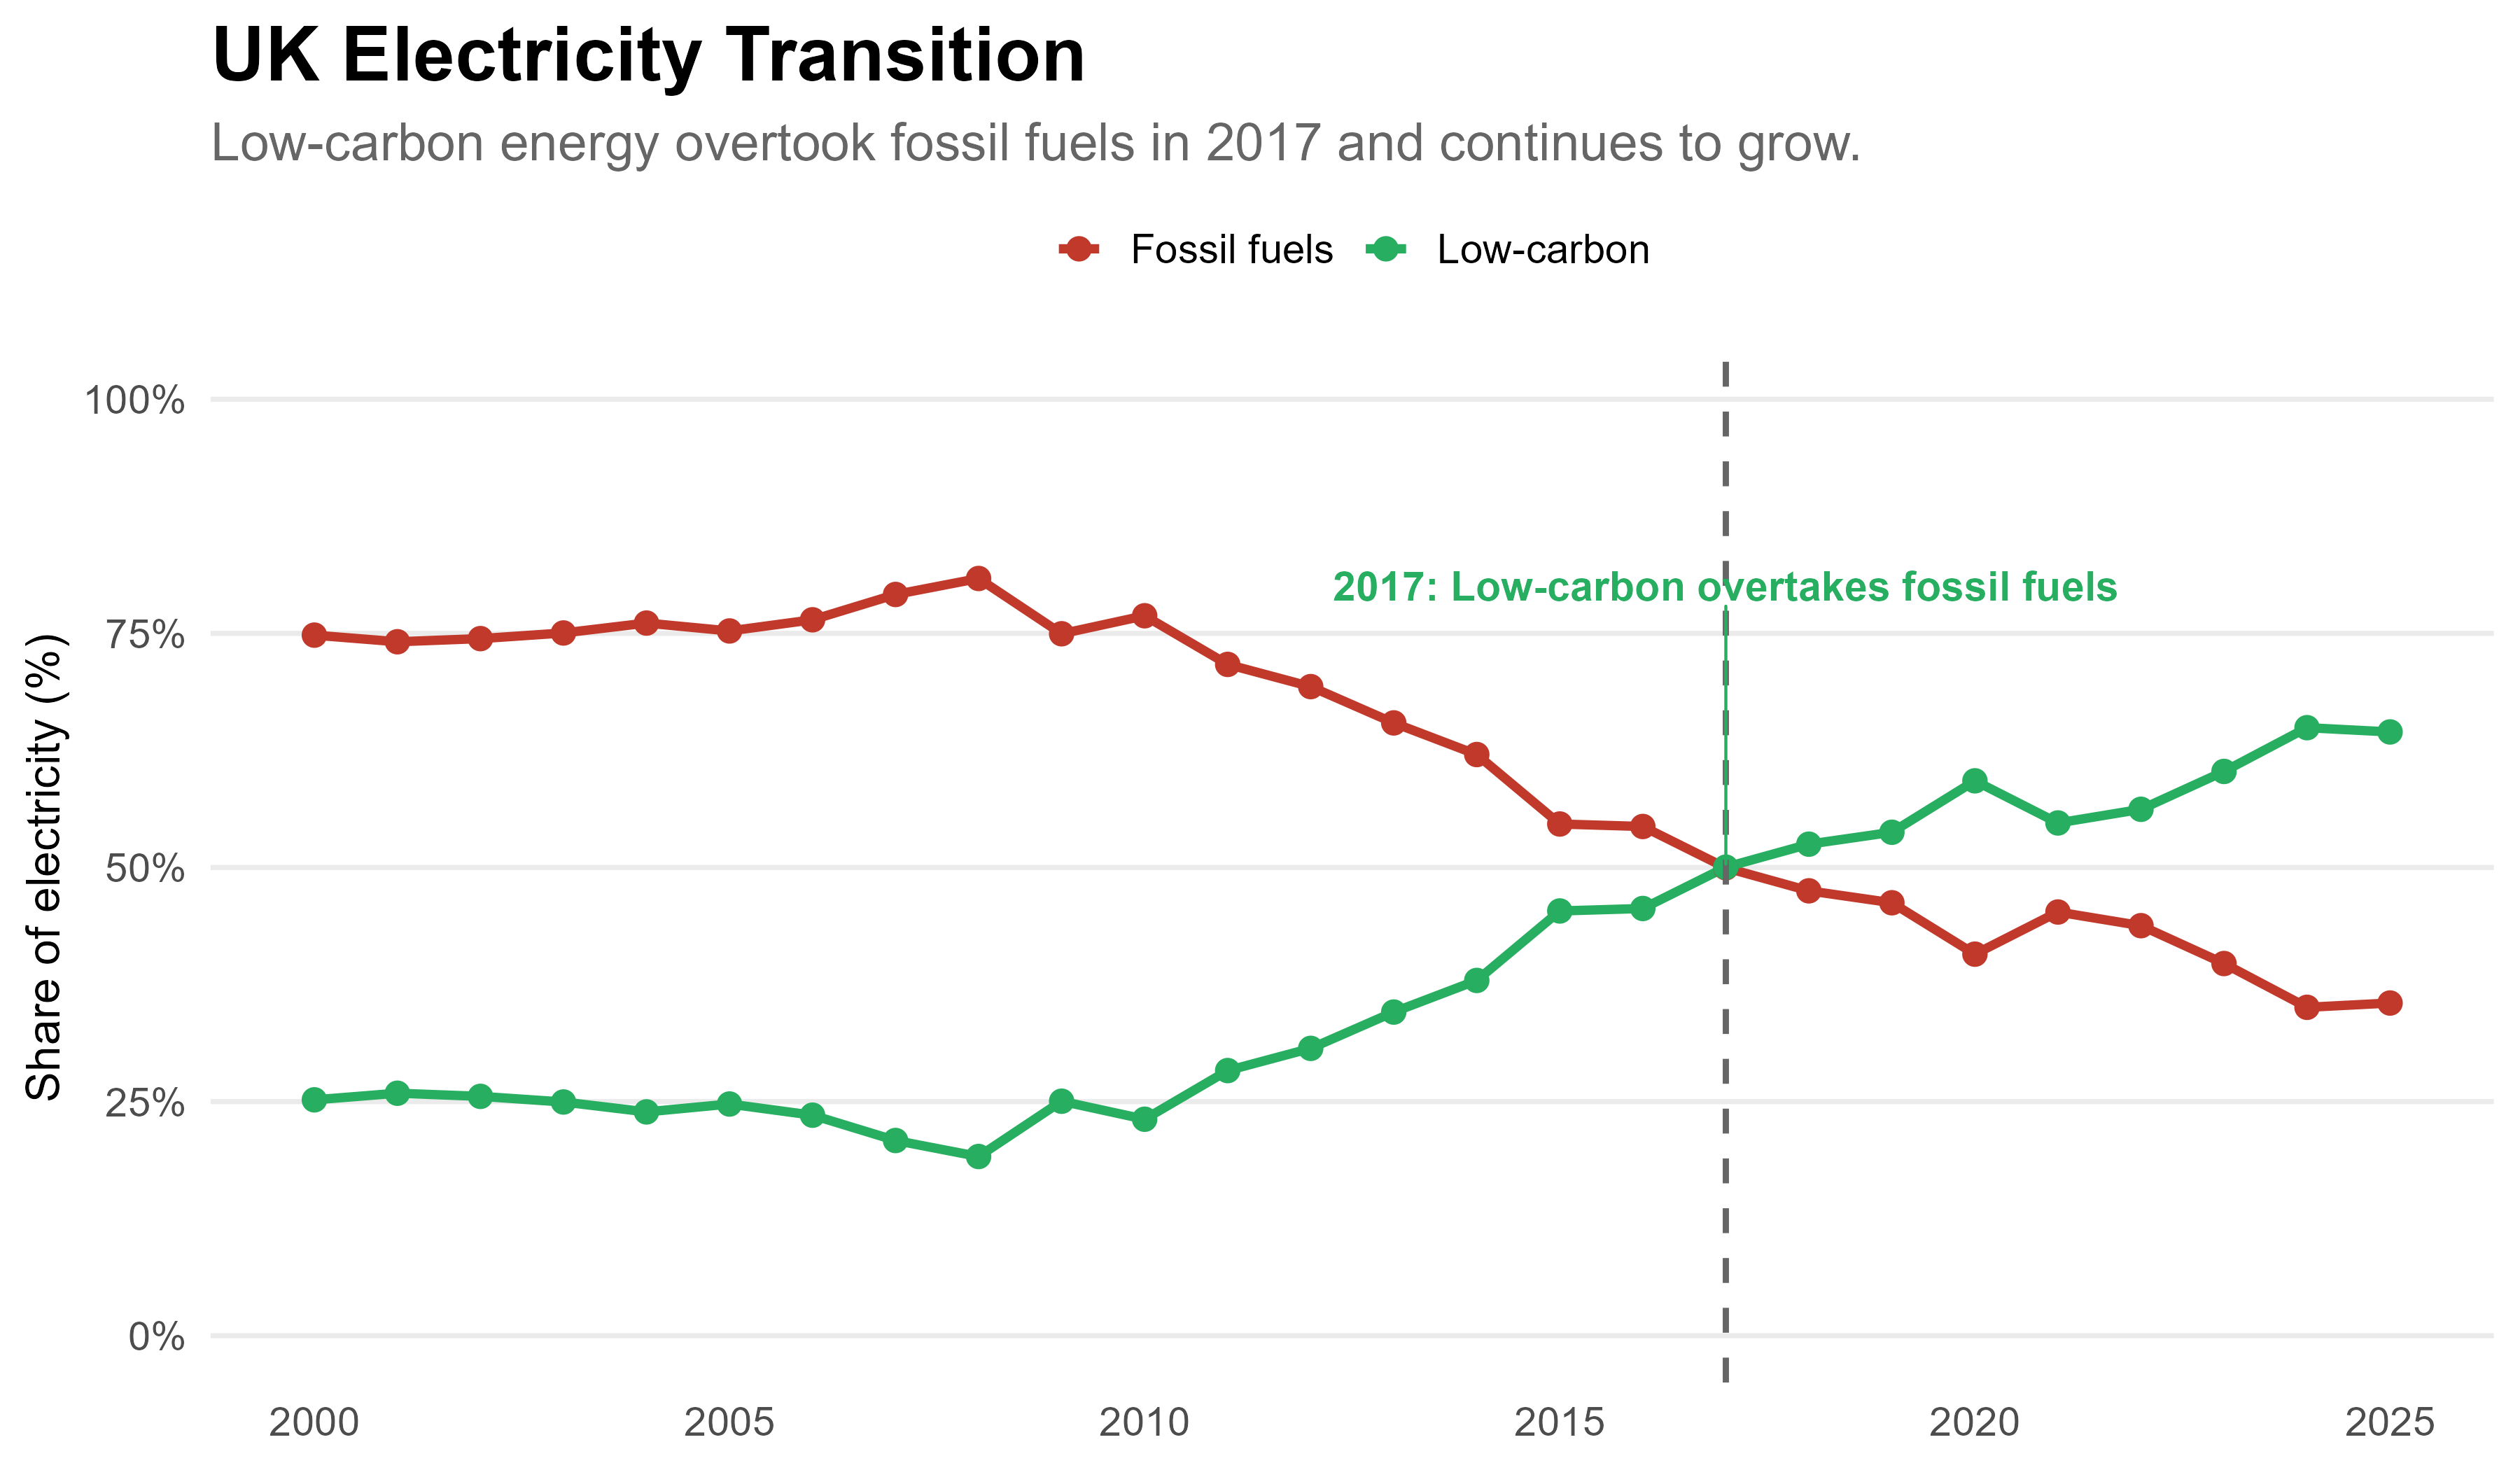 UK Electricity Transition
Low-carbon energy overtook fossil fuels in 2017 and continues to grow.
Fossil fuels
Low-carbon
100%
75%
50%
25%
0%
Share of electricity (%)
2017: Low-carbon overtakes fossil fuels
2000
2005
2010
2015
2020
2025